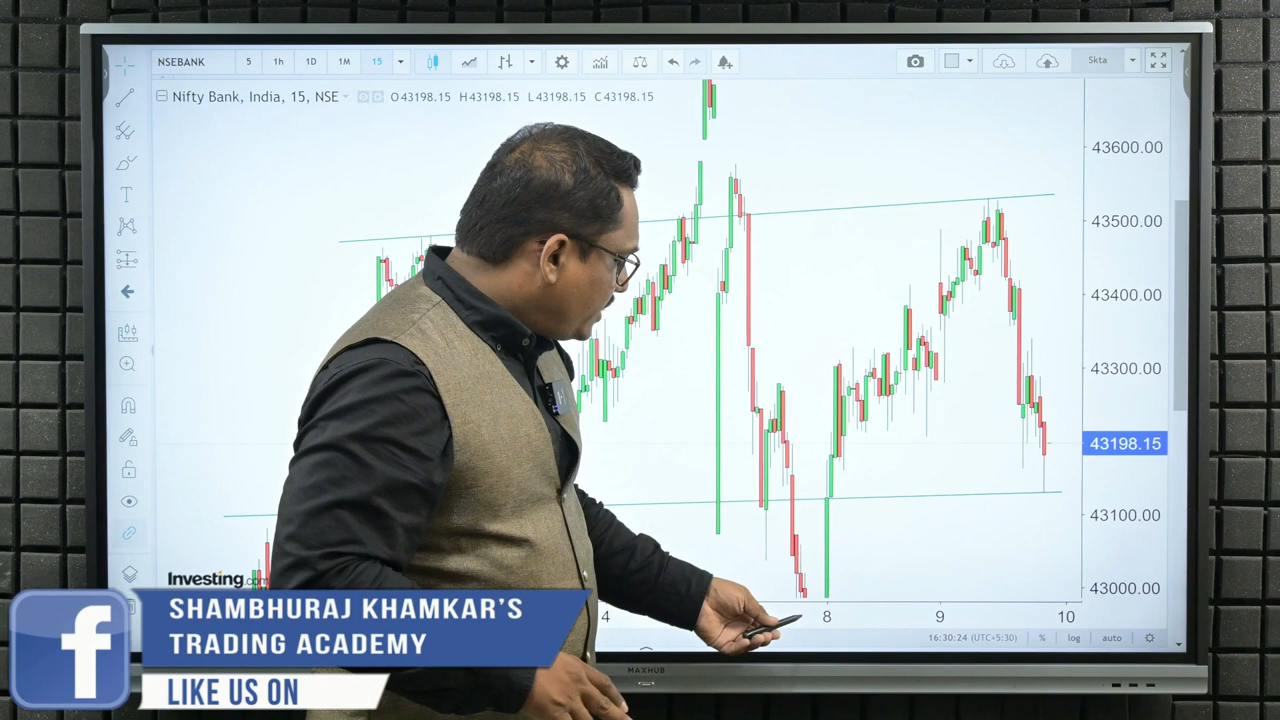 NSEBANK 5 1h 1D 1M 15 Skta
Nifty Bank, India, 15, NSE O43198.15 H43198.15 L43198.15 C43198.15
43600.00
43500.00
43400.00
43300.00
43198.15
43100.00
43000.00
Investing.com
4 8 9 10
16:30:24 (UTC+5:30) % log auto
MAXHUB
f
SHAMBHURAJ KHAMKAR'S
TRADING ACADEMY
LIKE US ON